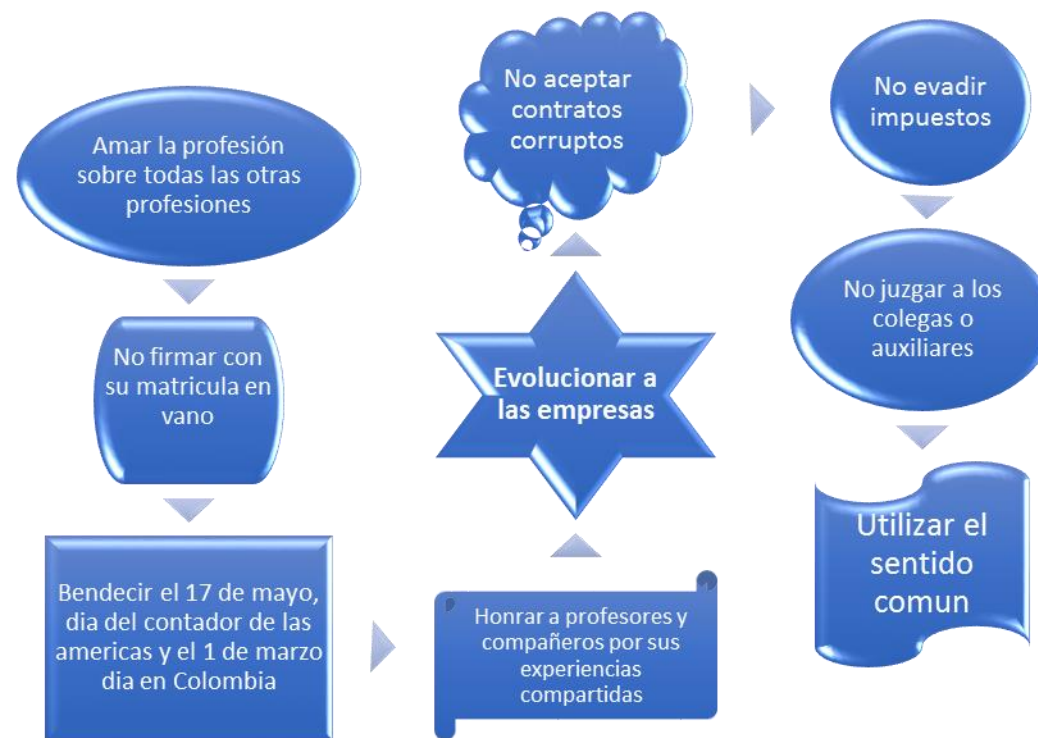 Amar la profesión
sobre todas las otras
profesiones
No firmar con
su matricula en
vano
Bendecir el 17 de mayo,
dia del contador de las
americas y el 1 de marzo
dia en Colombia
Honrar a profesores y
compañeros por sus
experiencias
compartidas
Evolucionar a
las empresas
No aceptar
contratos
corruptos
No evadir
impuestos
No juzgar a los
colegas o
auxiliares
Utilizar el
sentido
comun